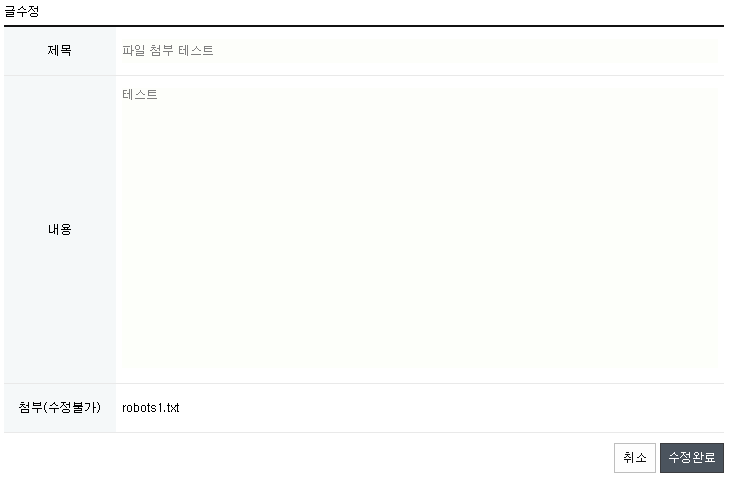 글수정
제목 파일 첨부 테스트
테스트
내용
첨부(수정불가) robots1.txt
취소 수정완료